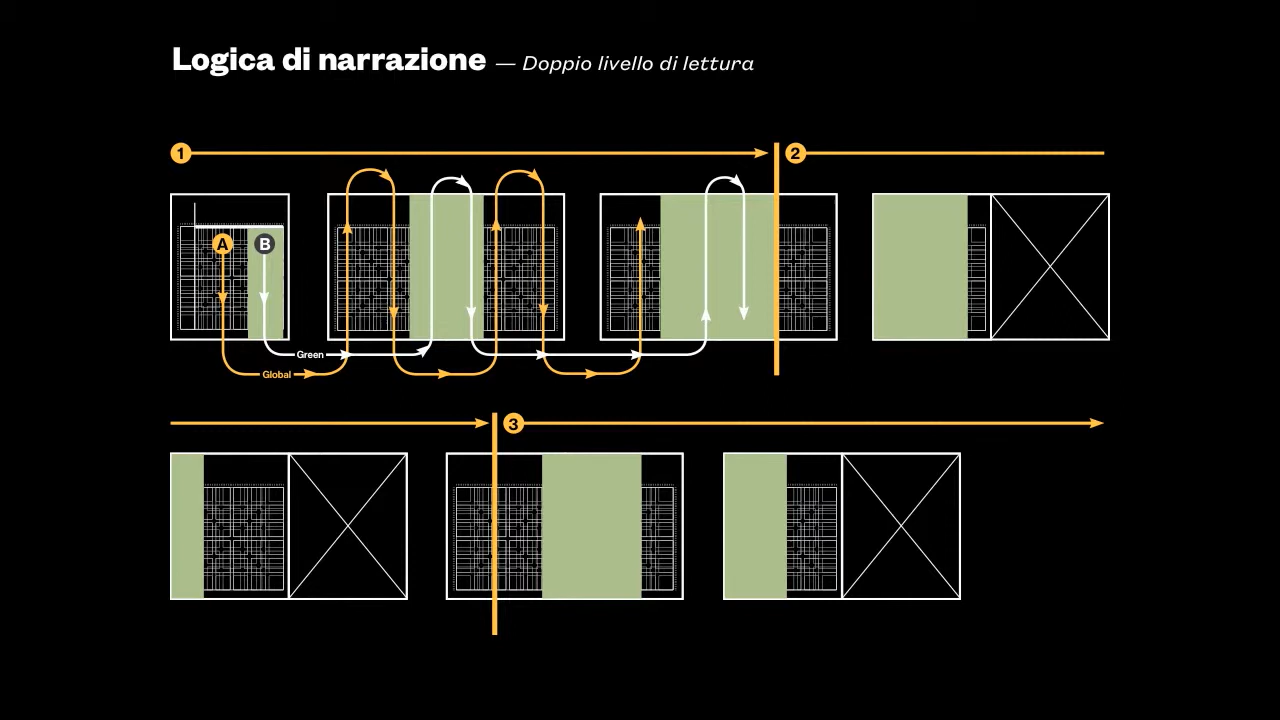 Logica di narrazione — Doppio livello di lettura
1
2
A
B
Green
Global
3